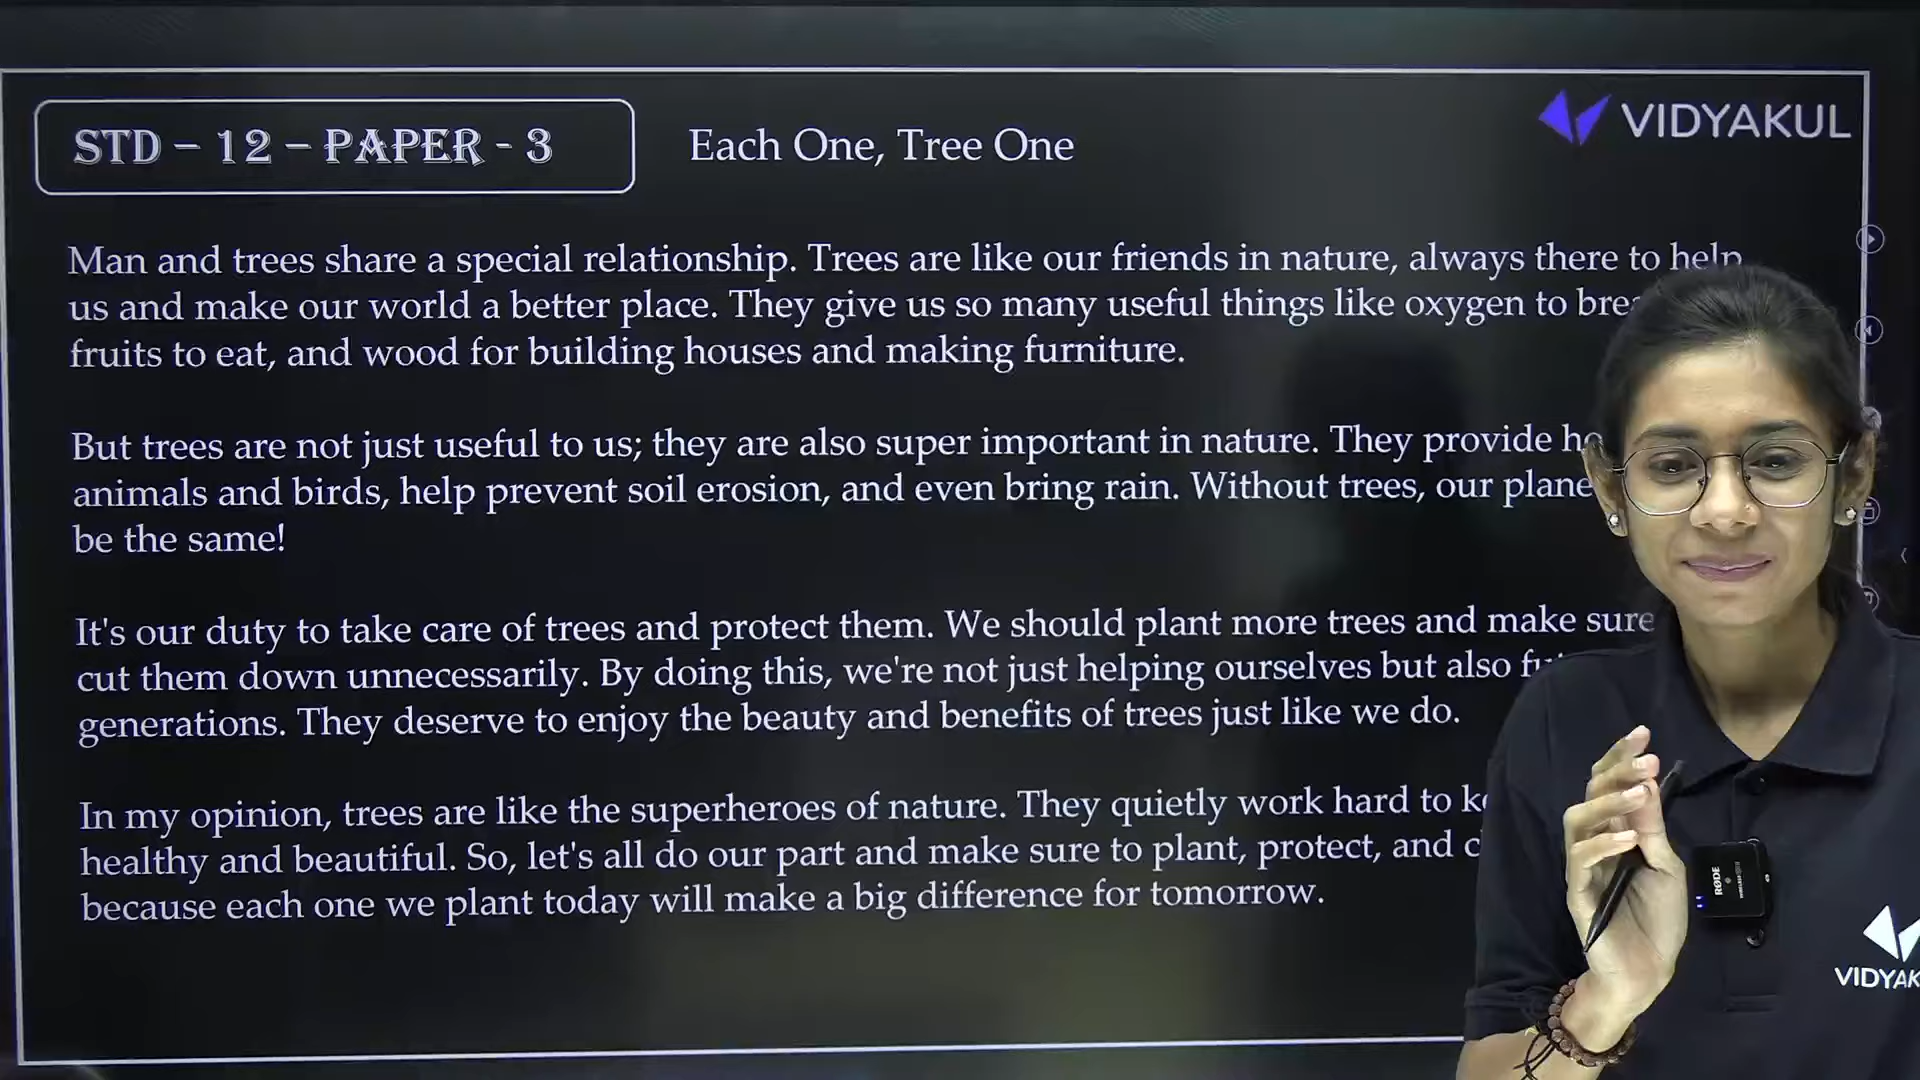 STD – 12 – PAPER - 3
Each One, Tree One
VIDYAKUL
Man and trees share a special relationship. Trees are like our friends in nature, always there to help
us and make our world a better place. They give us so many useful things like oxygen to
fruits to eat, and wood for building houses and making furniture.
But trees are not just useful to us; they are also super important in nature. They provide
animals and birds, help prevent soil erosion, and even bring rain. Without trees, our
be the same!
It's our duty to take care of trees and protect them. We should plant more trees and make sure
cut them down unnecessarily. By doing this, we're not just helping ourselves but also
generations. They deserve to enjoy the beauty and benefits of trees just like we do.
In my opinion, trees are like the superheroes of nature. They quietly work hard to
healthy and beautiful. So, let's all do our part and make sure to plant, protect, and
because each one we plant today will make a big difference for tomorrow.
RØDE